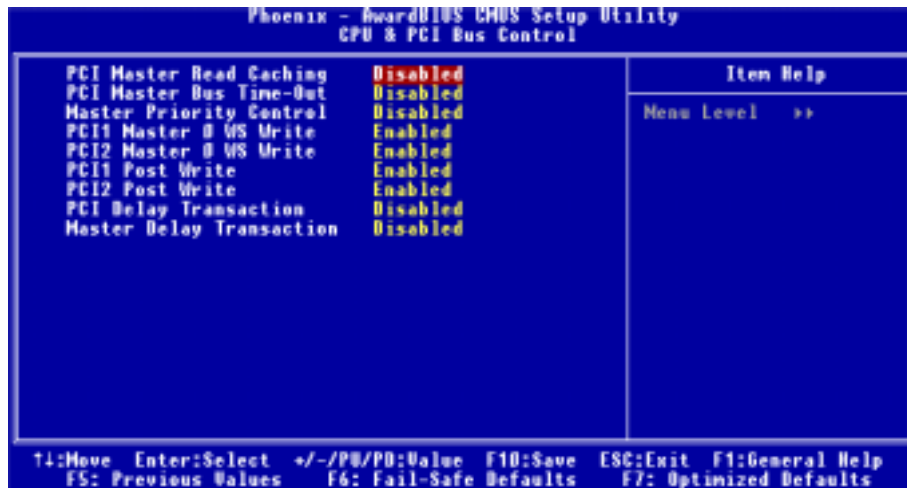 Phoenix - AwardBIOS CMOS Setup Utility
CPU & PCI Bus Control
PCI Master Read Caching Disabled
PCI Master Bus Time-Out Disabled
Master Priority Control Disabled
PCI1 Master 0 WS Write Enabled
PCI2 Master 0 WS Write Enabled
PCI1 Post Write Enabled
PCI2 Post Write Enabled
PCI Delay Transaction Disabled
Master Delay Transaction Disabled
Item Help
Menu Level ▸▸
↑↓:Move Enter:Select +/-/PU/PD:Value F10:Save ESC:Exit F1:General Help
F5: Previous Values F6: Fail-Safe Defaults F7: Optimized Defaults